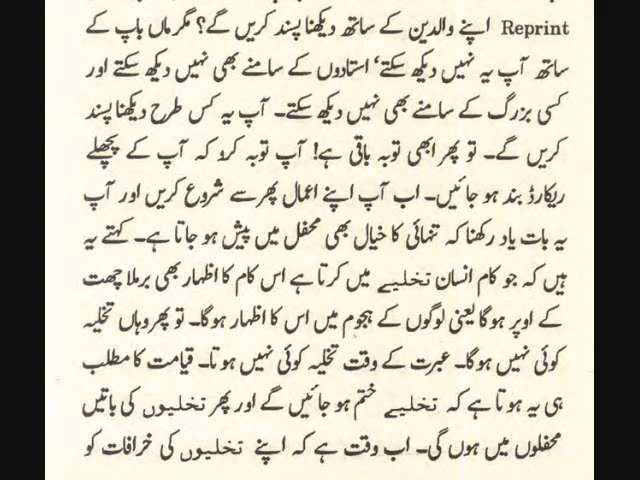 Reprint اپنے والدین کے ساتھ دیکھنا پسند کریں گے؟ مگر ماں باپ کے
ساتھ آپ یہ نہیں دیکھ سکتے‘ استادوں کے سامنے بھی نہیں دیکھ سکتے اور
کسی بزرگ کے سامنے بھی نہیں دیکھ سکتے۔ آپ یہ کس طرح دیکھنا پسند
کریں گے۔ تو پھر ابھی توبہ باقی ہے! آپ توبہ کرلا کہ آپ کے پچھلے
ریکارڈ بند ہو جائیں۔ اب آپ اپنے اعمال پھر سے شروع کریں اور آپ
یہ بات یاد رکھنا کہ تنہائی کا خیال بھی محفل میں پیش ہو جاتا ہے۔ کہتے یہ
ہیں کہ جو کام انسان تخلیے میں کرتا ہے اس کام کا اظہار بھی برملا چھت
کے اوپر ہو گا یعنی لوگوں کے ہجوم میں اس کا اظہار ہوگا۔ تو پھر وہاں تخلیہ
کوئی نہیں ہوگا۔ عبرت کے وقت تخلیہ کوئی نہیں ہوتا۔ قیامت کا مطلب
ہی یہ ہوتا ہے کہ تخلیے ختم ہو جائیں گے اور پھر تخلیوں کی باتیں
محفلوں میں ہوں گی۔ اب وقت ہے کہ اپنے تخلیوں کی خرافات کو